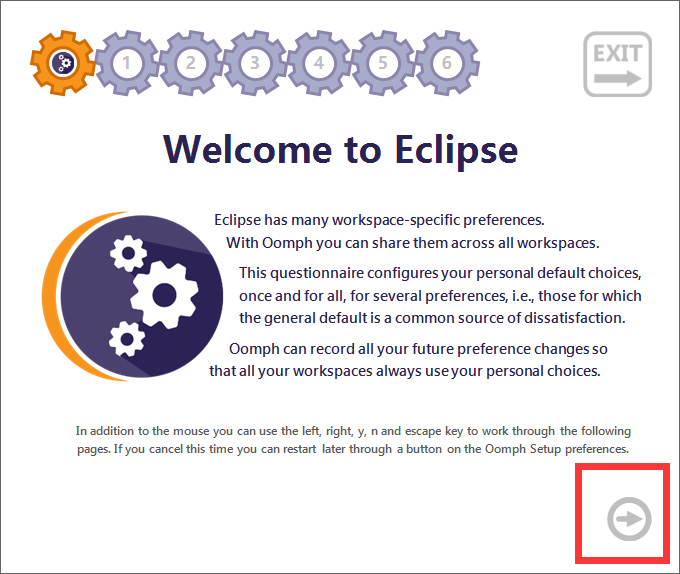 1 2 3 4 5 6
EXIT
Welcome to Eclipse
Eclipse has many workspace-specific preferences.
With Oomph you can share them across all workspaces.
This questionnaire configures your personal default choices,
once and for all, for several preferences, i.e., those for which
the general default is a common source of dissatisfaction.
Oomph can record all your future preference changes so
that all your workspaces always use your personal choices.
In addition to the mouse you can use the left, right, y, n and escape key to work through the following
pages. If you cancel this time you can restart later through a button on the Oomph Setup preferences.